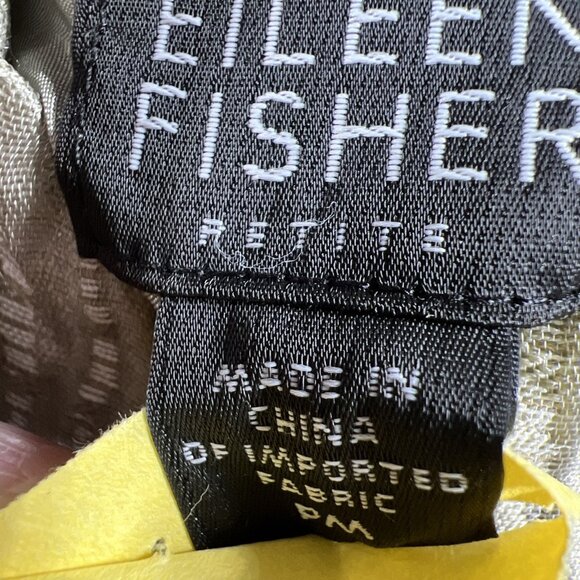 EILEEN
FISHER
PETITE
MADE IN
CHINA
OF IMPORTED
FABRIC
PM